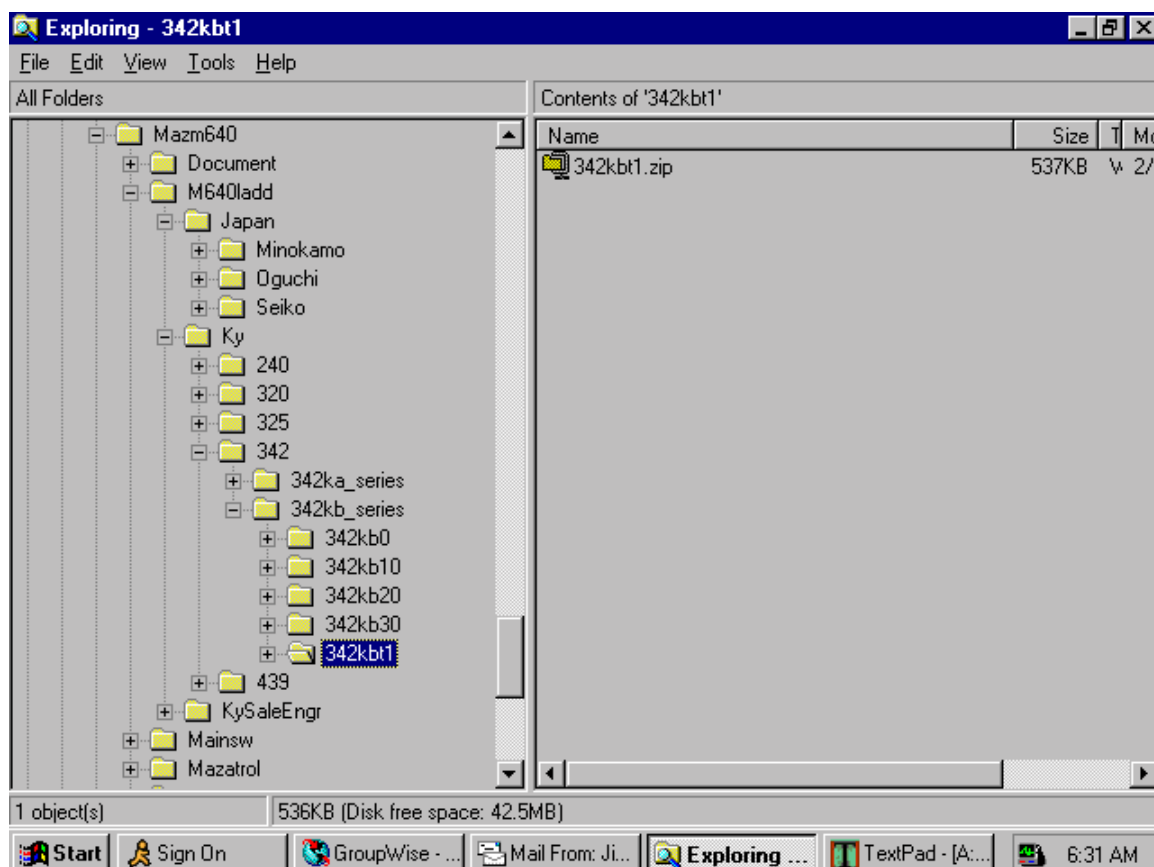 Exploring - 342kbt1
File Edit View Tools Help
All Folders
Contents of '342kbt1'
Mazm640
Document
M640ladd
Japan
Minokamo
Oguchi
Seiko
Ky
240
320
325
342
342ka_series
342kb_series
342kb0
342kb10
342kb20
342kb30
342kbt1
439
KySaleEngr
Mainsw
Mazatrol
Name Size T Mo
342kbt1.zip 537KB 2/
1 object(s) 536KB (Disk free space: 42.5MB)
Start Sign On GroupWise - ... Mail From: Ji... Exploring ... TextPad - [A:... 6:31 AM